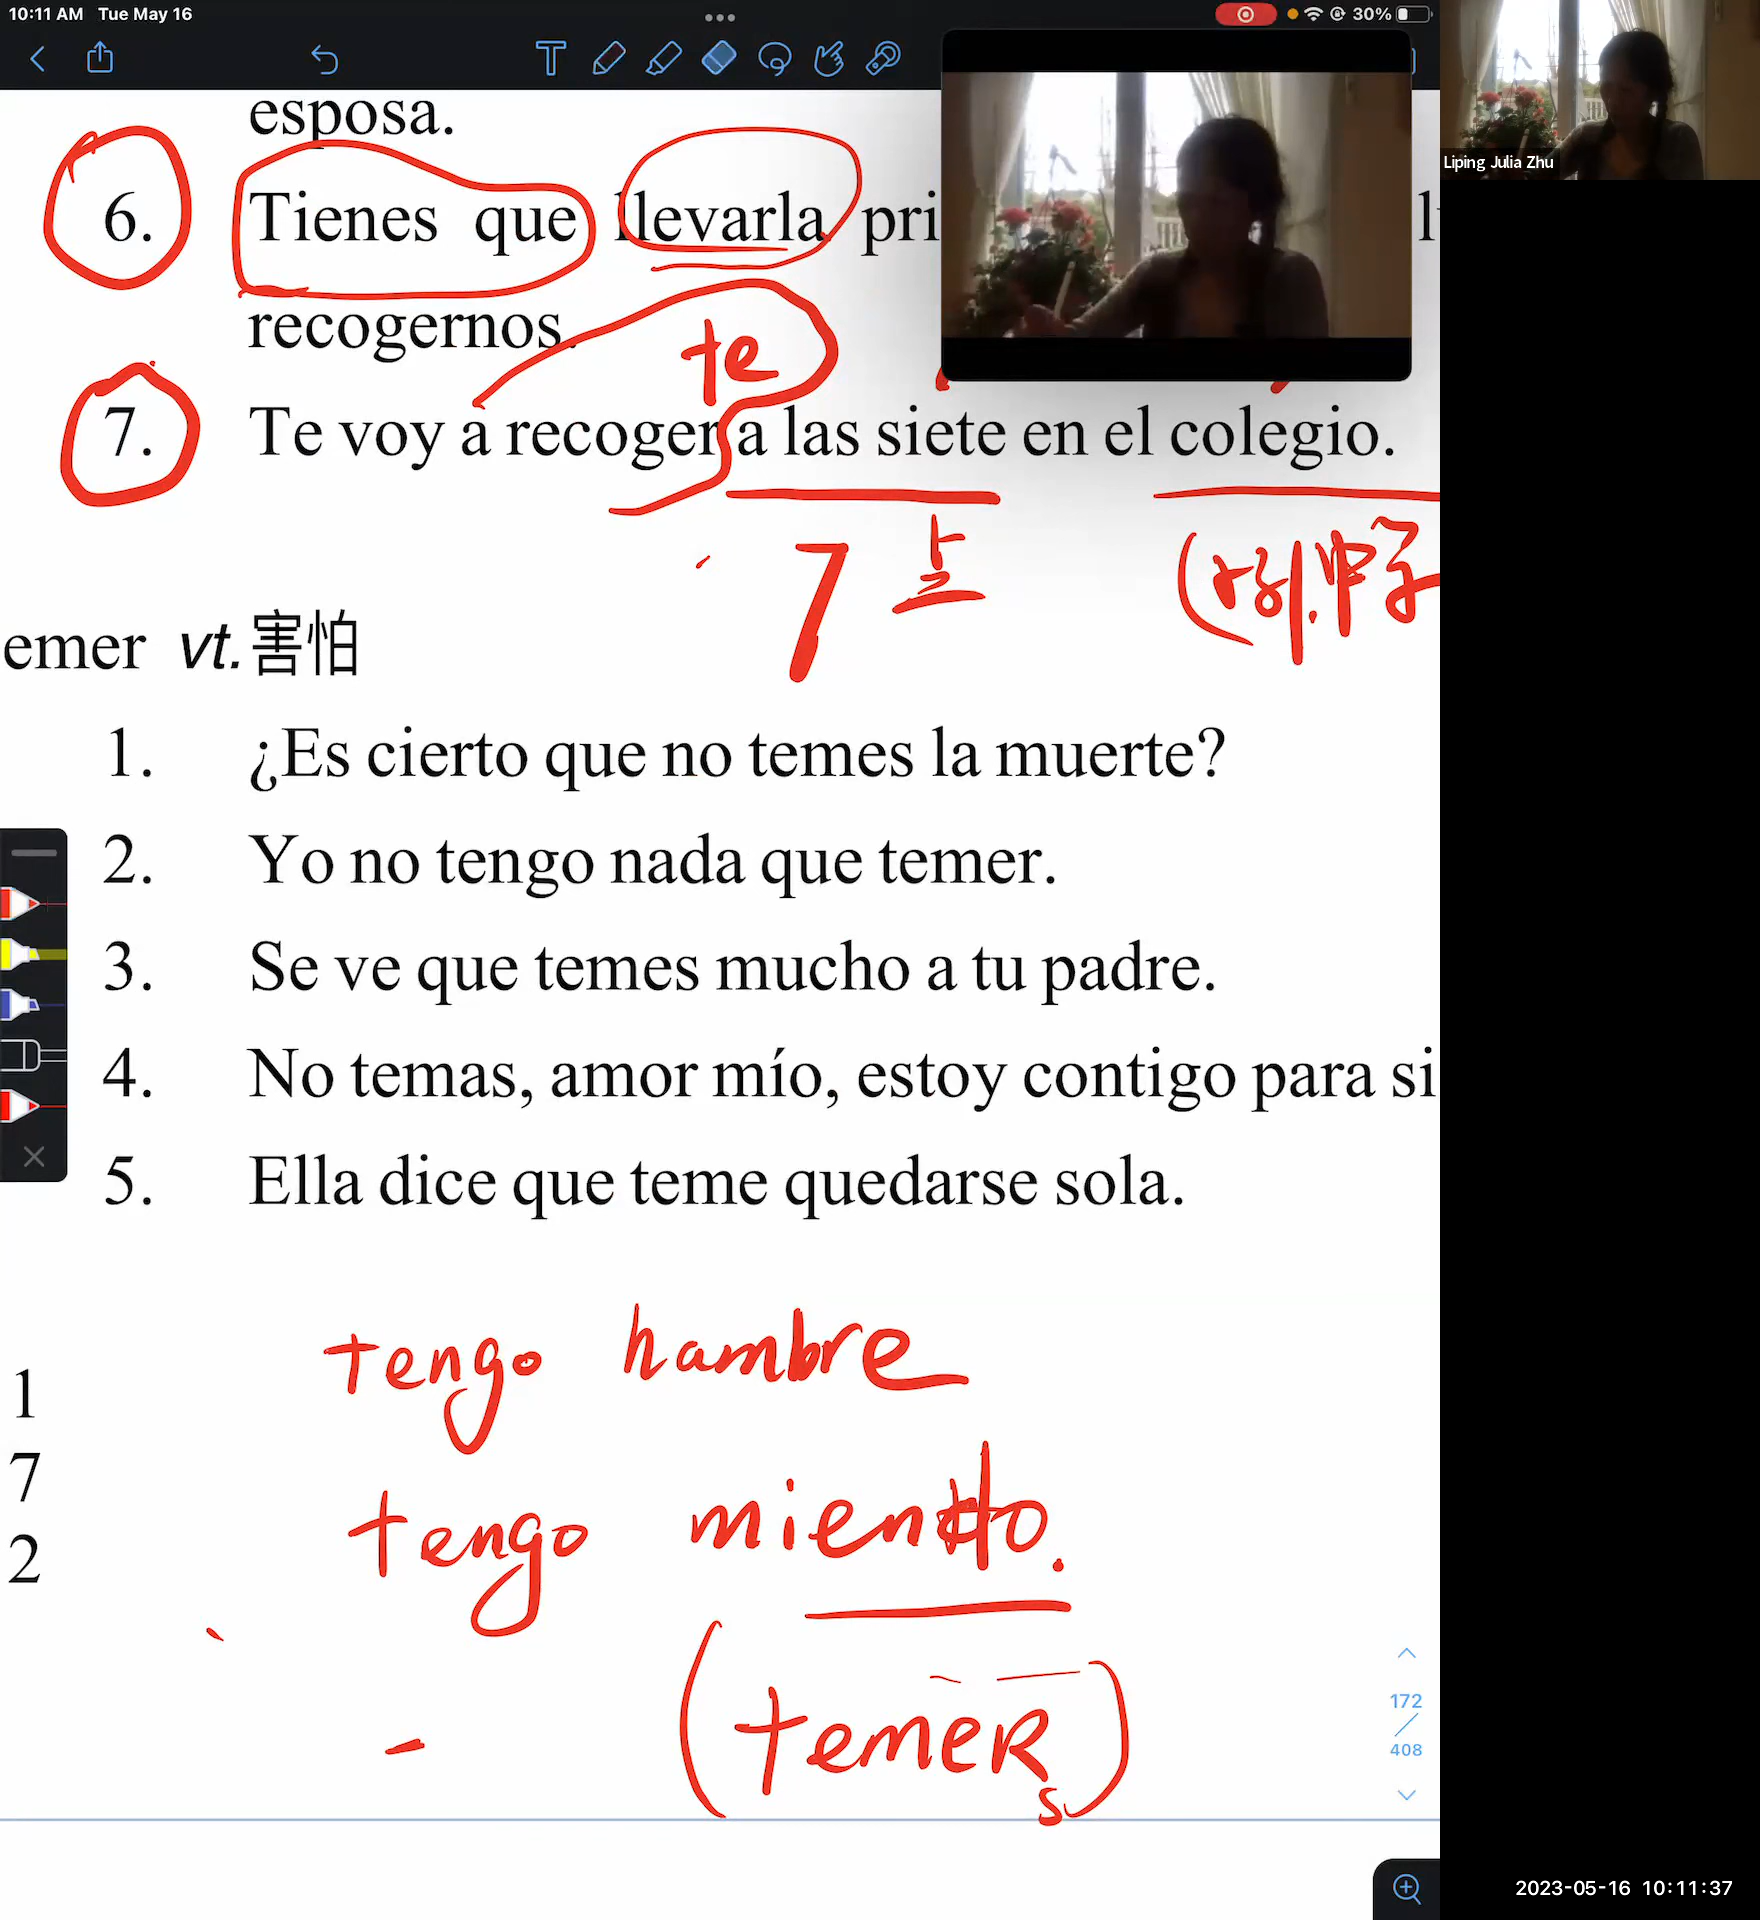 10:11 AM Tue May 16
30%
Liping Julia Zhu
esposa.
6. Tienes que llevarla pri
recogernos.
te
7. Te voy a recoger a las siete en el colegio.
7 上
emer vt. 害怕
1. ¿Es cierto que no temes la muerte?
2. Yo no tengo nada que temer.
3. Se ve que temes mucho a tu padre.
4. No temas, amor mío, estoy contigo para si
5. Ella dice que teme quedarse sola.
tengo hambre
1
7
tengo
2
(temeR
s)
172
408
2023-05-16 10:11:37